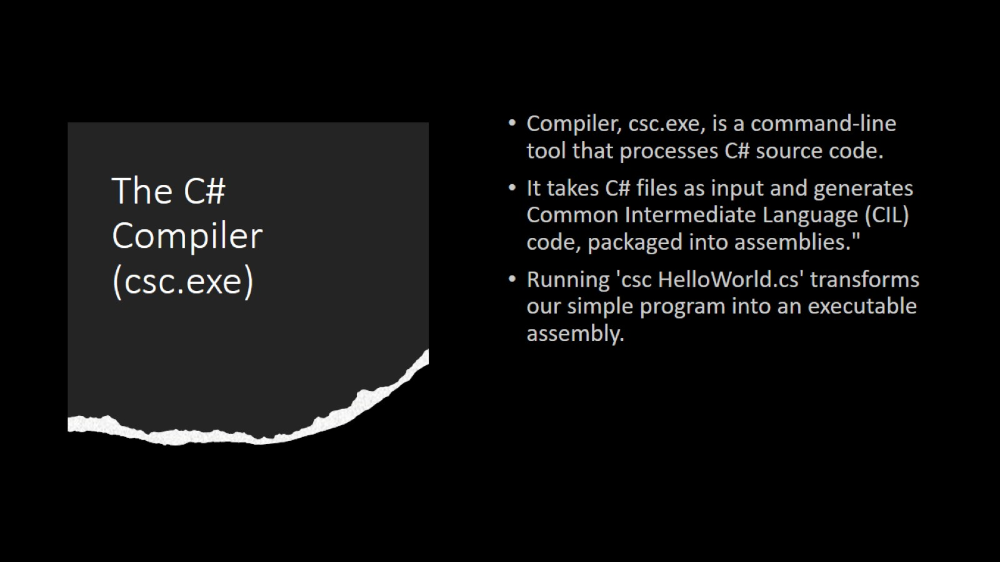 The C#
Compiler
(csc.exe)
• Compiler, csc.exe, is a command-line
tool that processes C# source code.
• It takes C# files as input and generates
Common Intermediate Language (CIL)
code, packaged into assemblies."
• Running 'csc HelloWorld.cs' transforms
our simple program into an executable
assembly.